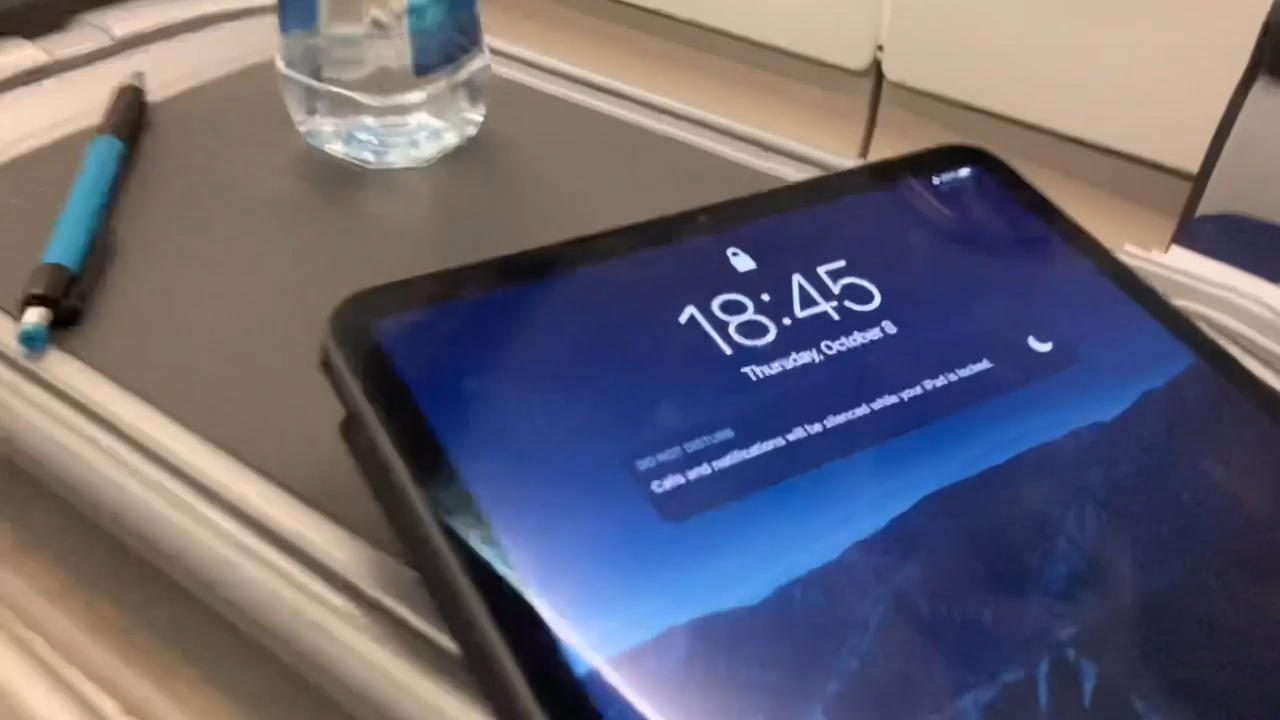 18:45
Thursday, October 8
DO NOT DISTURB
Calls and notifications will be silenced while your iPad is locked.